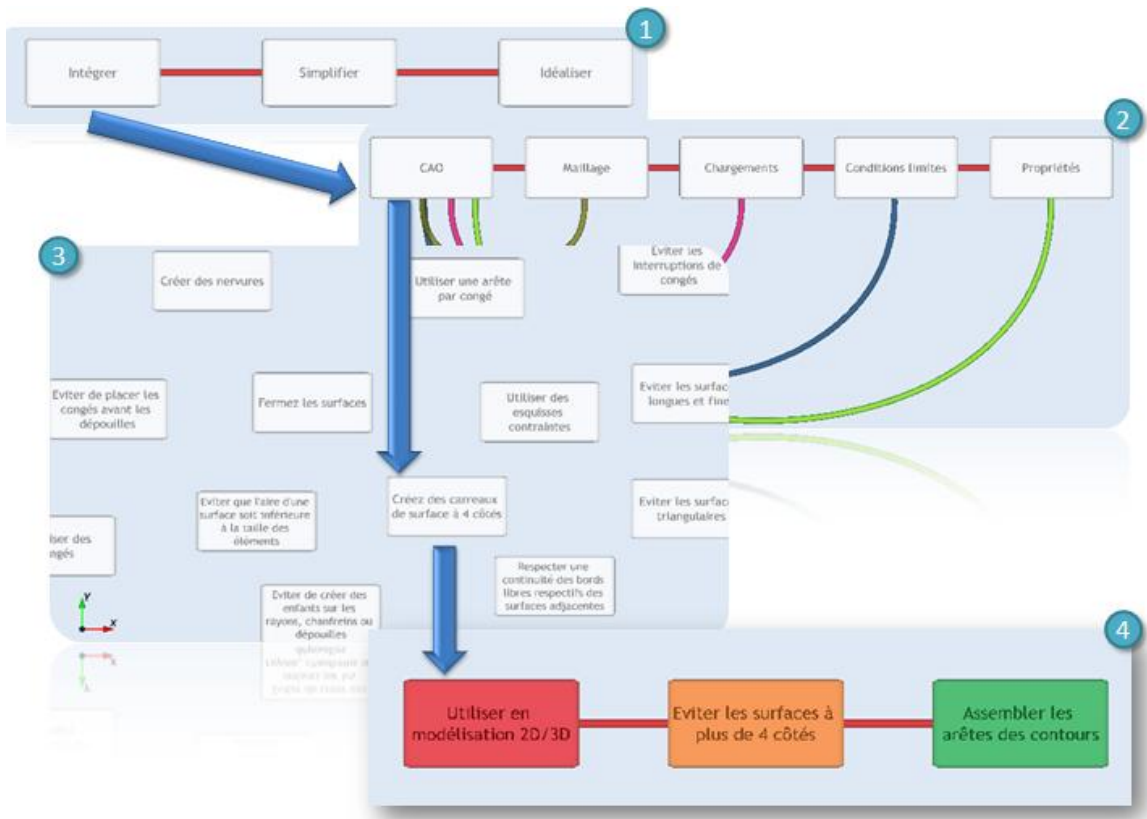 1
Intégrer
Simplifier
Idéaliser
2
CAO
Maillage
Chargements
Conditions limites
Propriétés
3
Créer des nervures
Utiliser une arête
par congé
Eviter les
interruptions de
congés
Eviter de placer les
congés avant les
dépouilles
Fermez les surfaces
Utiliser des
esquisses
contraintes
Eviter les surfac
longues et fine
Eviter que l'aire d'une
surface soit inférieure
à la taille des
éléments
Créez des carreaux
de surface à 4 côtés
Eviter les surfac
triangulaires
iser des
ngés
Respecter une
continuité des bords
libres respectifs des
surfaces adjacentes
Eviter de créer des
enfants sur les
rayons, chanfreins ou
dépouilles
Y
X
4
Utiliser en
modélisation 2D/3D
Eviter les surfaces à
plus de 4 côtés
Assembler les
arêtes des contours